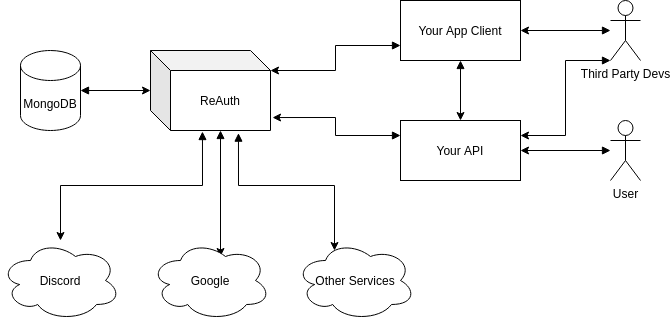 Your App Client
Third Party Devs
MongoDB
ReAuth
Your API
User
Discord
Google
Other Services